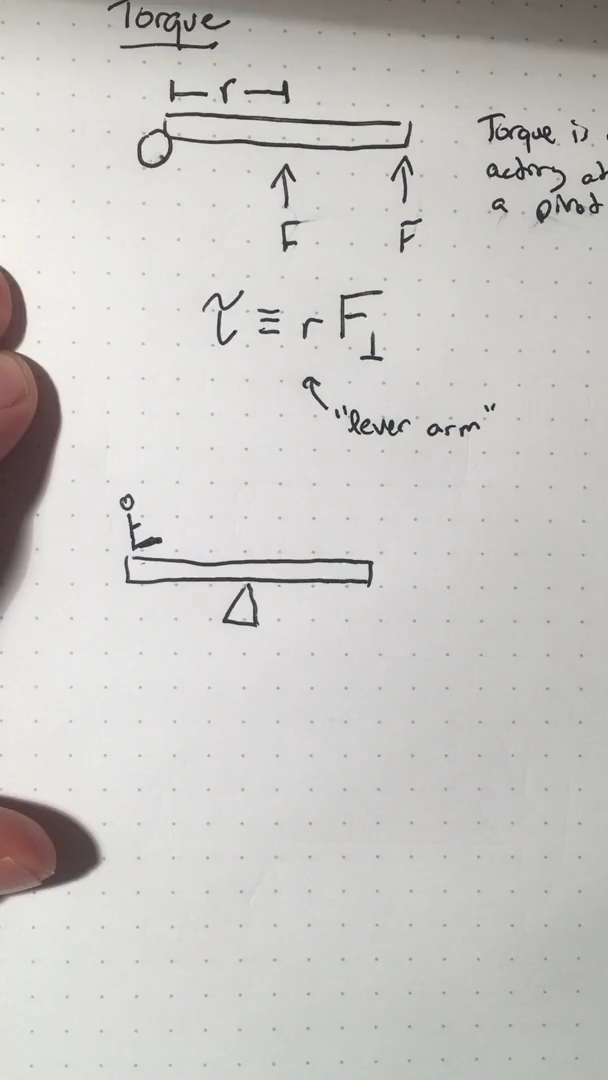 Torque
r
Torque is
acting at
a pivot
F F
τ ≡ r F⊥
"lever arm"